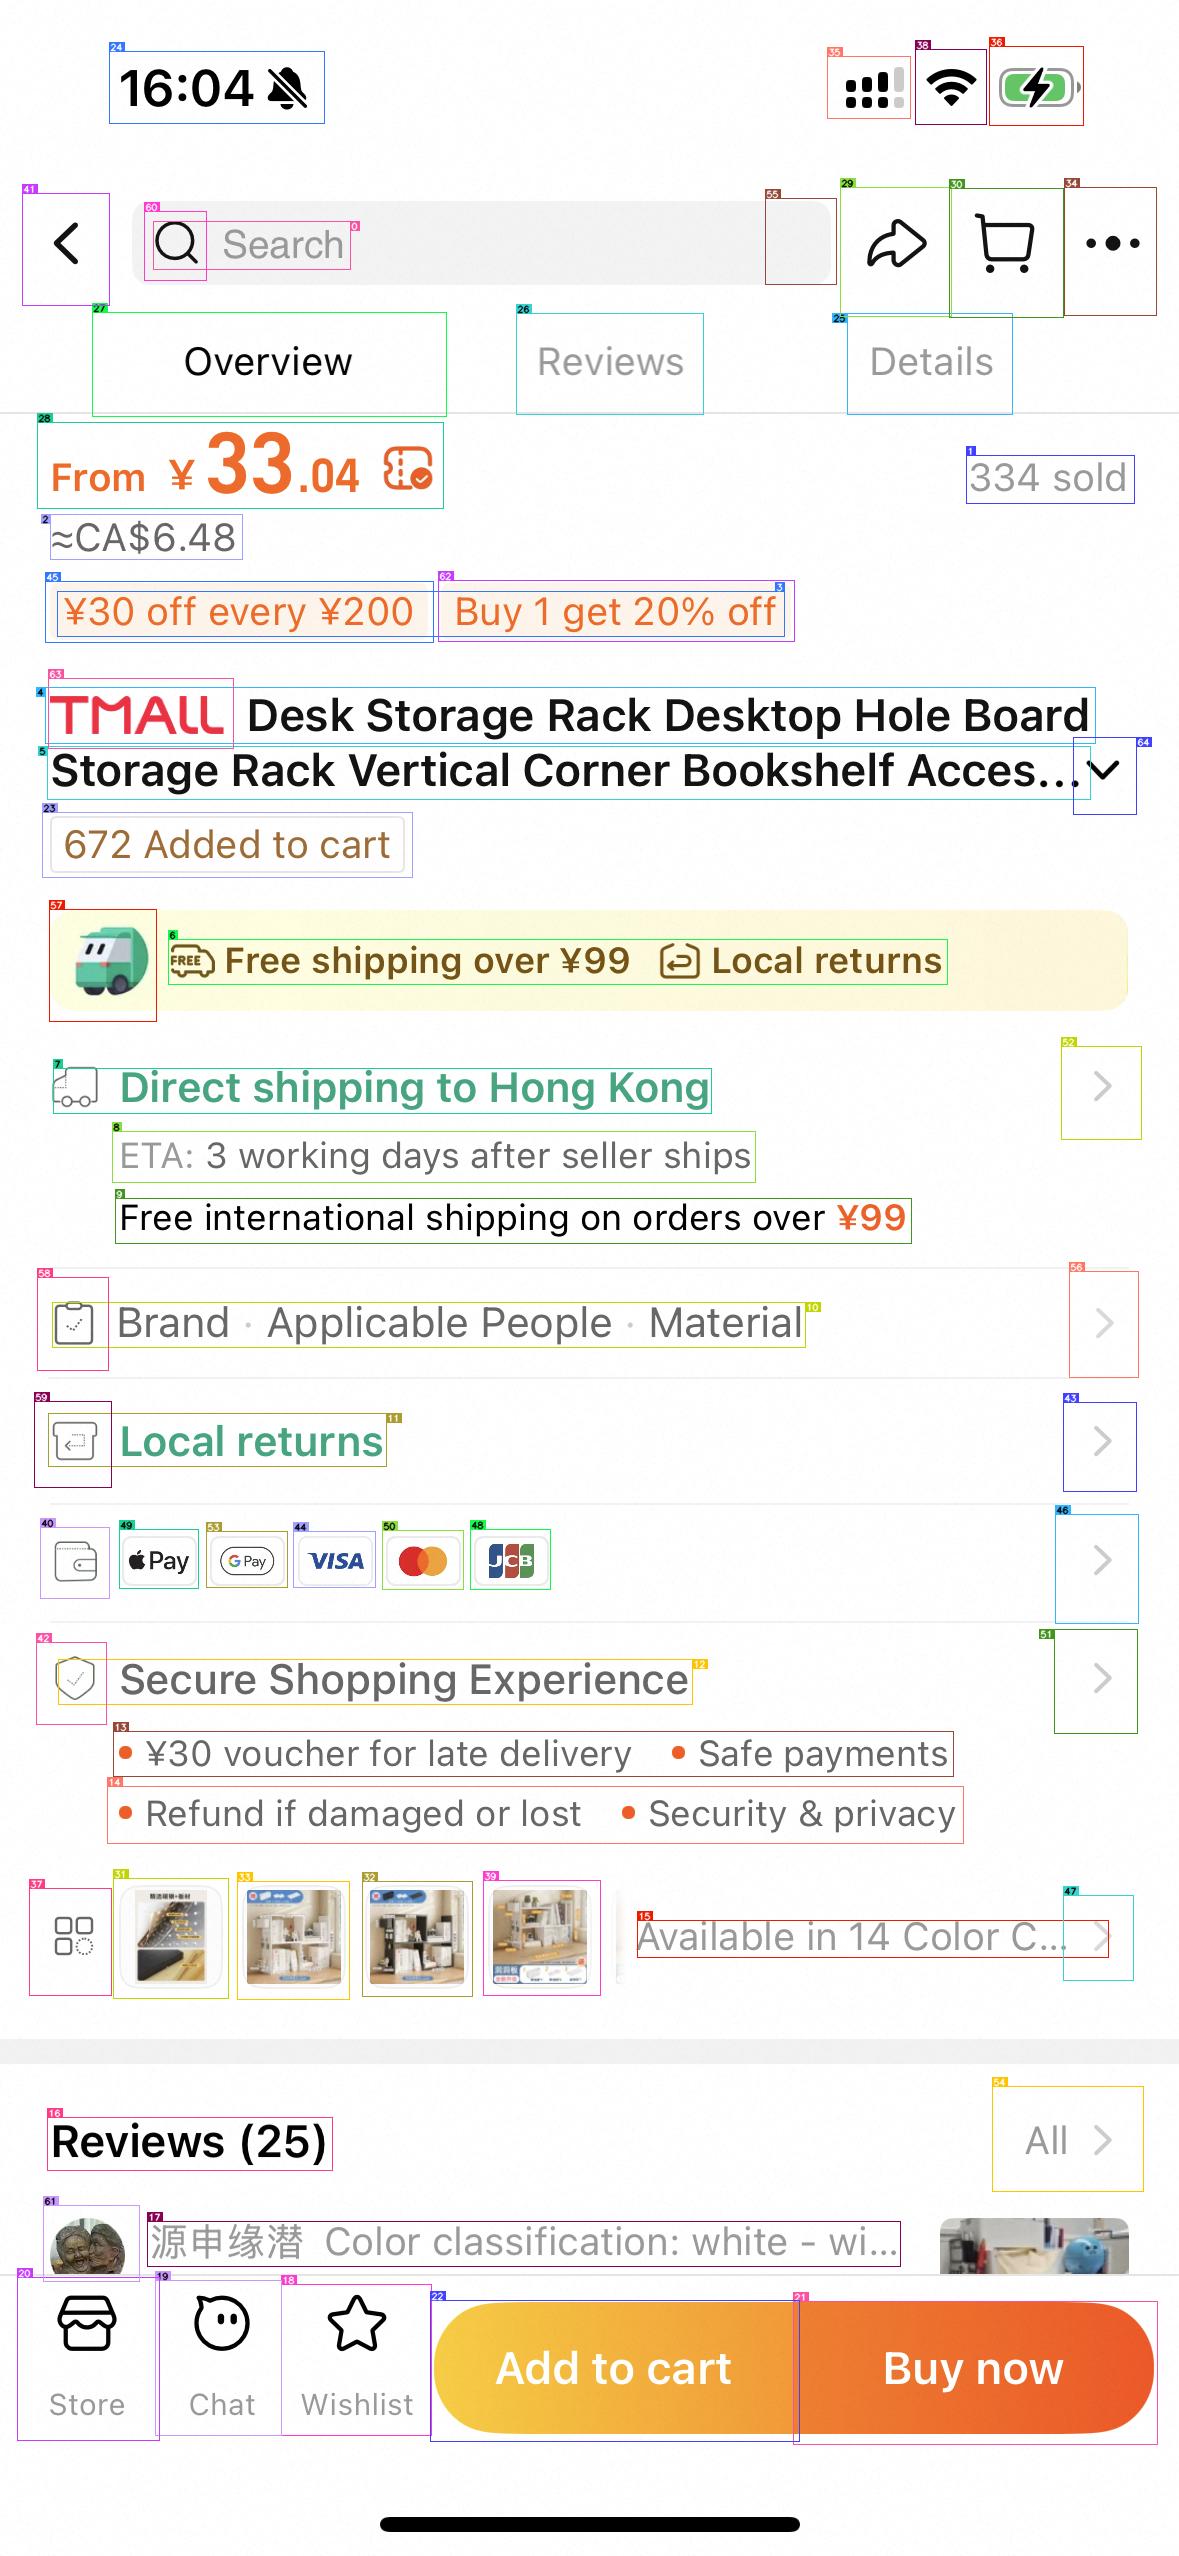 16:04
Search
Overview
Reviews
Details
From ¥33.04
334 sold
≈CA$6.48
¥30 off every ¥200
Buy 1 get 20% off
TMALL Desk Storage Rack Desktop Hole Board
Storage Rack Vertical Corner Bookshelf Acces...
672 Added to cart
FREE Free shipping over ¥99 Local returns
Direct shipping to Hong Kong
ETA: 3 working days after seller ships
Free international shipping on orders over ¥99
Brand · Applicable People · Material
Local returns
Pay G Pay VISA JCB
Secure Shopping Experience
• ¥30 voucher for late delivery • Safe payments
• Refund if damaged or lost • Security & privacy
Available in 14 Color C...
Reviews (25)
All
源申缘潜 Color classification: white - wi...
Store
Chat
Wishlist
Add to cart
Buy now